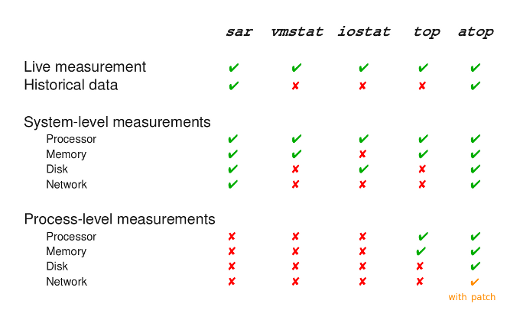 sar vmstat iostat top atop
Live measurement ✔ ✔ ✔ ✔ ✔
Historical data ✔ ✘ ✘ ✘ ✔
System-level measurements
Processor ✔ ✔ ✔ ✔ ✔
Memory ✔ ✔ ✘ ✔ ✔
Disk ✔ ✘ ✔ ✘ ✔
Network ✔ ✘ ✘ ✘ ✔
Process-level measurements
Processor ✘ ✘ ✘ ✔ ✔
Memory ✘ ✘ ✘ ✔ ✔
Disk ✘ ✘ ✘ ✘ ✔
Network ✘ ✘ ✘ ✘ ✔
with patch